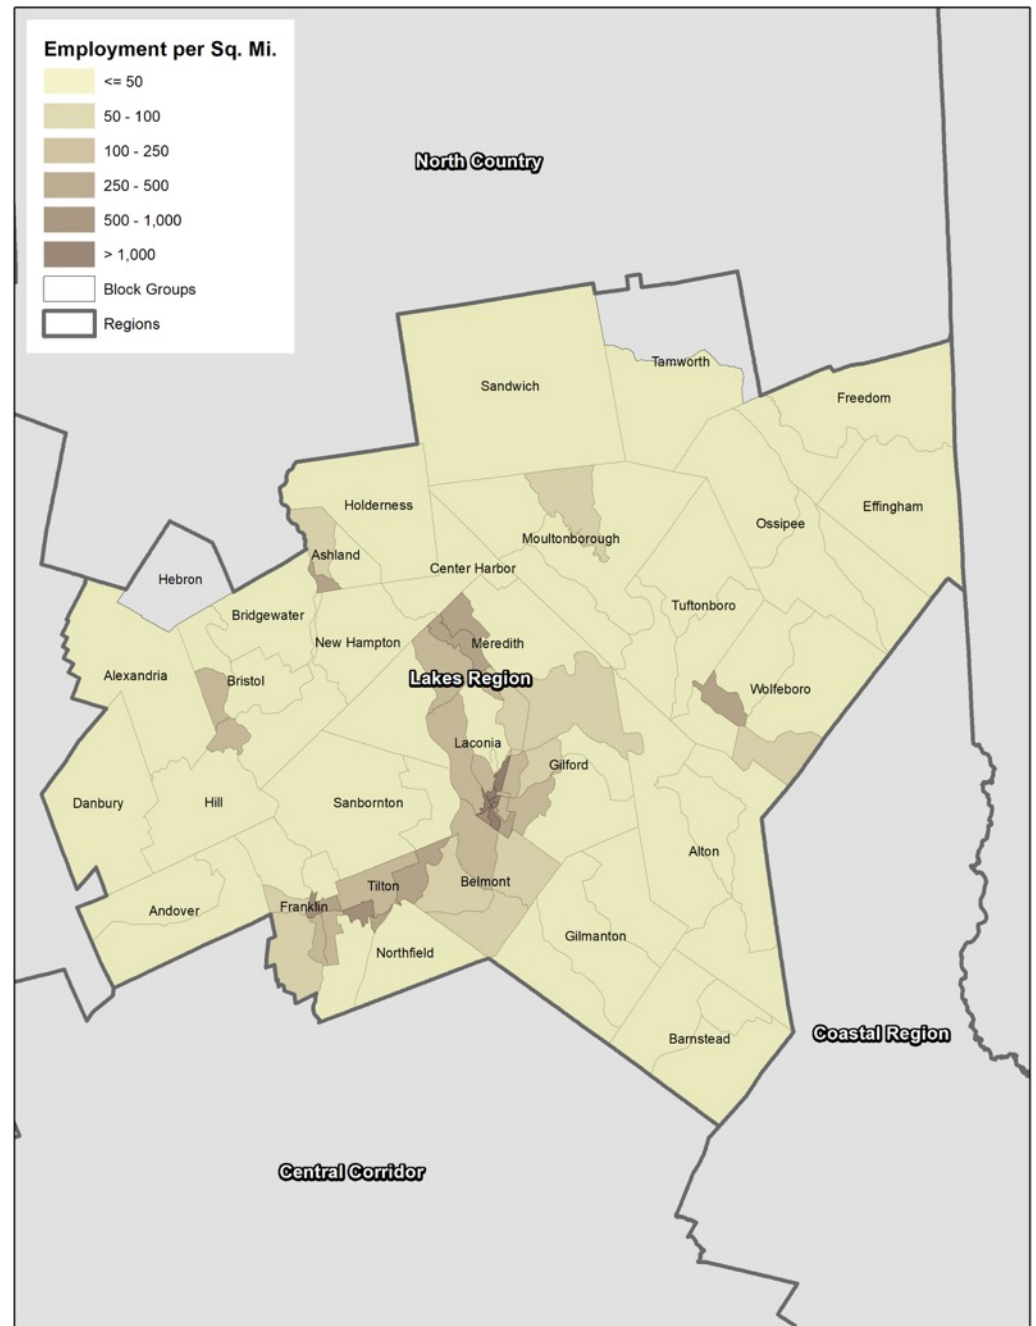 Employment per Sq. Mi.
<= 50
50 - 100
100 - 250
250 - 500
500 - 1,000
> 1,000
Block Groups
Regions
North Country
Tamworth
Sandwich
Freedom
Holderness
Effingham
Ossipee
Moultonborough
Ashland
Center Harbor
Hebron
Tuftonboro
Bridgewater
New Hampton
Meredith
Alexandria
Bristol
Lakes Region
Wolfeboro
Laconia
Gilford
Danbury
Hill
Sanbornton
Alton
Tilton
Belmont
Andover
Franklin
Gilmanton
Northfield
Coastal Region
Barnstead
Central Corridor